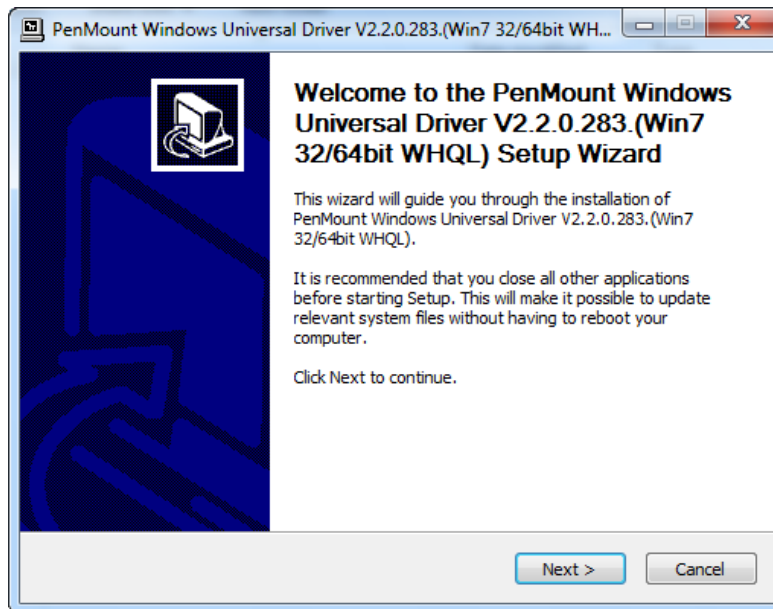 PenMount Windows Universal Driver V2.2.0.283.(Win7 32/64bit WH...
Welcome to the PenMount Windows
Universal Driver V2.2.0.283.(Win7
32/64bit WHQL) Setup Wizard
This wizard will guide you through the installation of
PenMount Windows Universal Driver V2.2.0.283.(Win7
32/64bit WHQL).
It is recommended that you close all other applications
before starting Setup. This will make it possible to update
relevant system files without having to reboot your
computer.
Click Next to continue.
Next >
Cancel